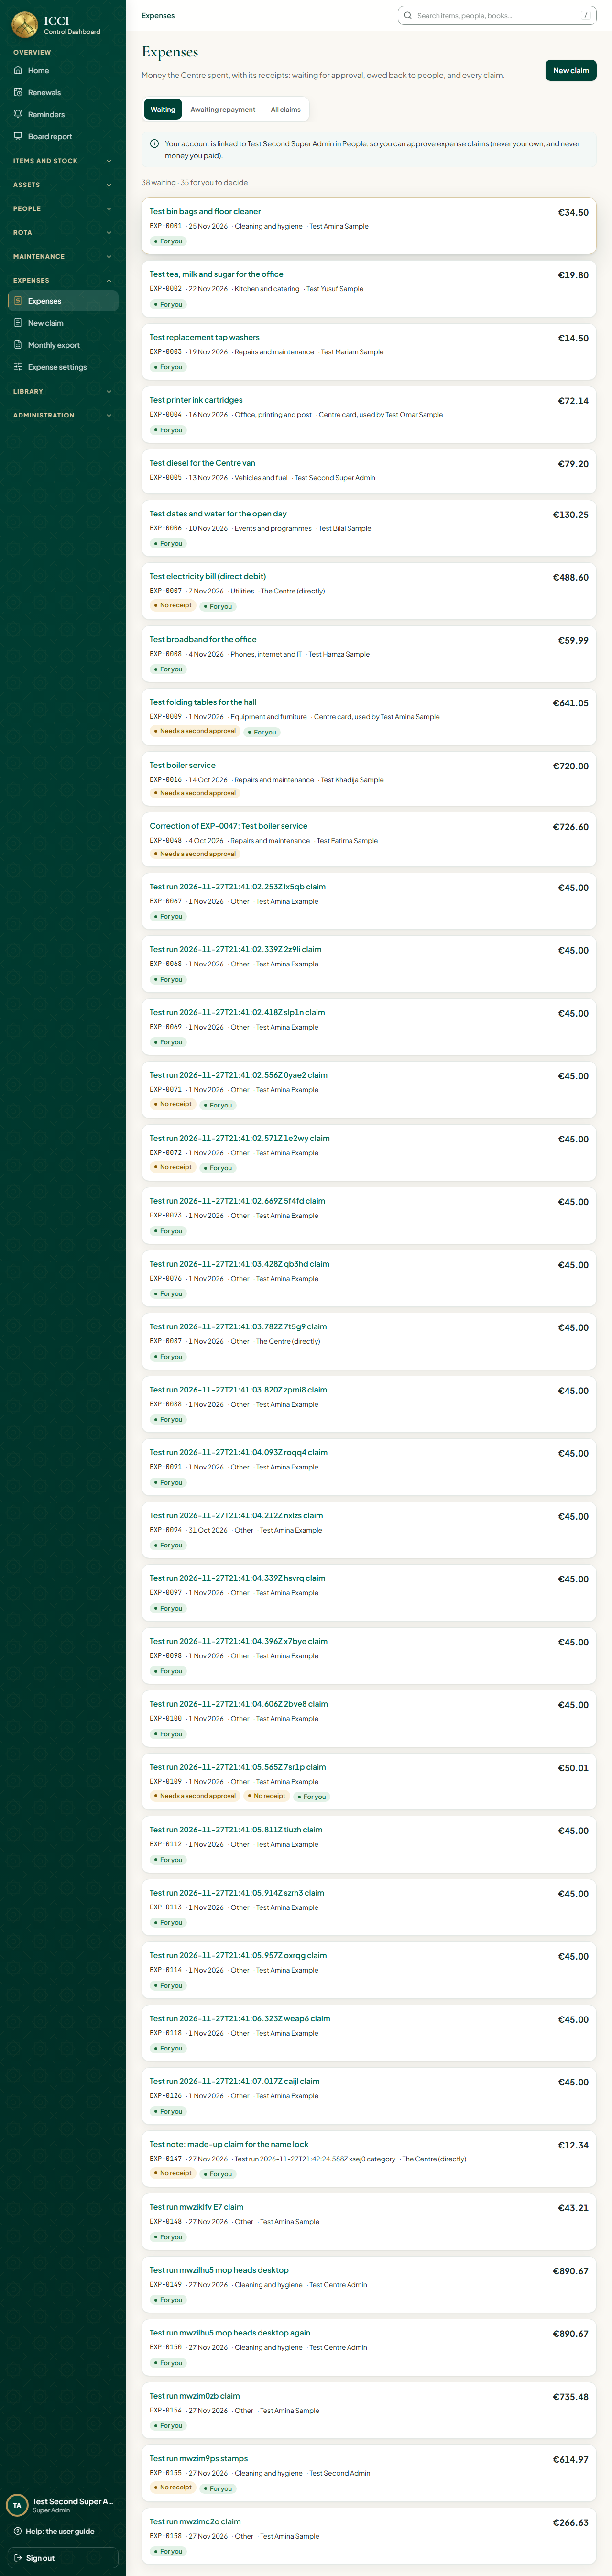 ICCI
Control Dashboard
OVERVIEW
Home
Renewals
Reminders
Board report
ITEMS AND STOCK
ASSETS
PEOPLE
ROTA
MAINTENANCE
EXPENSES
Expenses
New claim
Monthly export
Expense settings
LIBRARY
ADMINISTRATION
TA
Test Second Super A...
Super Admin
Help: the user guide
Sign out
Expenses
Search items, people, books... /
Expenses
Money the Centre spent, with its receipts: waiting for approval, owed back to people, and every claim.
New claim
Waiting Awaiting repayment All claims
Your account is linked to Test Second Super Admin in People, so you can approve expense claims (never your own, and never
money you paid).
38 waiting · 35 for you to decide
Test bin bags and floor cleaner €34.50
EXP-0001 · 25 Nov 2026 · Cleaning and hygiene · Test Amina Sample
For you
Test tea, milk and sugar for the office €19.80
EXP-0002 · 22 Nov 2026 · Kitchen and catering · Test Yusuf Sample
For you
Test replacement tap washers €14.50
EXP-0003 · 19 Nov 2026 · Repairs and maintenance · Test Mariam Sample
For you
Test printer ink cartridges €72.14
EXP-0004 · 16 Nov 2026 · Office, printing and post · Centre card, used by Test Omar Sample
For you
Test diesel for the Centre van €79.20
EXP-0005 · 13 Nov 2026 · Vehicles and fuel · Test Second Super Admin
Test dates and water for the open day €130.25
EXP-0006 · 10 Nov 2026 · Events and programmes · Test Bilal Sample
For you
Test electricity bill (direct debit) €488.60
EXP-0007 · 7 Nov 2026 · Utilities · The Centre (directly)
No receipt For you
Test broadband for the office €59.99
EXP-0008 · 4 Nov 2026 · Phones, internet and IT · Test Hamza Sample
For you
Test folding tables for the hall €641.05
EXP-0009 · 1 Nov 2026 · Equipment and furniture · Centre card, used by Test Amina Sample
Needs a second approval For you
Test boiler service €720.00
EXP-0016 · 14 Oct 2026 · Repairs and maintenance · Test Khadija Sample
Needs a second approval
Correction of EXP-0047: Test boiler service €726.60
EXP-0048 · 4 Oct 2026 · Repairs and maintenance · Test Fatima Sample
Needs a second approval
Test run 2026-11-27T21:41:02.253Z lx5qb claim €45.00
EXP-0067 · 1 Nov 2026 · Other · Test Amina Example
For you
Test run 2026-11-27T21:41:02.339Z 2z9li claim €45.00
EXP-0068 · 1 Nov 2026 · Other · Test Amina Example
For you
Test run 2026-11-27T21:41:02.418Z slp1n claim €45.00
EXP-0069 · 1 Nov 2026 · Other · Test Amina Example
For you
Test run 2026-11-27T21:41:02.556Z 0yae2 claim €45.00
EXP-0071 · 1 Nov 2026 · Other · Test Amina Example
No receipt For you
Test run 2026-11-27T21:41:02.571Z 1e2wy claim €45.00
EXP-0072 · 1 Nov 2026 · Other · Test Amina Example
No receipt For you
Test run 2026-11-27T21:41:02.669Z 5f4fd claim €45.00
EXP-0073 · 1 Nov 2026 · Other · Test Amina Example
For you
Test run 2026-11-27T21:41:03.428Z qb3hd claim €45.00
EXP-0076 · 1 Nov 2026 · Other · Test Amina Example
For you
Test run 2026-11-27T21:41:03.782Z 7t5g9 claim €45.00
EXP-0087 · 1 Nov 2026 · Other · The Centre (directly)
For you
Test run 2026-11-27T21:41:03.820Z zpmi8 claim €45.00
EXP-0088 · 1 Nov 2026 · Other · Test Amina Example
For you
Test run 2026-11-27T21:41:04.093Z roqq4 claim €45.00
EXP-0091 · 1 Nov 2026 · Other · Test Amina Example
For you
Test run 2026-11-27T21:41:04.212Z nxlzs claim €45.00
EXP-0094 · 31 Oct 2026 · Other · Test Amina Example
For you
Test run 2026-11-27T21:41:04.339Z hsvrq claim €45.00
EXP-0097 · 1 Nov 2026 · Other · Test Amina Example
For you
Test run 2026-11-27T21:41:04.396Z x7bye claim €45.00
EXP-0098 · 1 Nov 2026 · Other · Test Amina Example
For you
Test run 2026-11-27T21:41:04.606Z 2bve8 claim €45.00
EXP-0100 · 1 Nov 2026 · Other · Test Amina Example
For you
Test run 2026-11-27T21:41:05.565Z 7sr1p claim €50.01
EXP-0109 · 1 Nov 2026 · Other · Test Amina Example
Needs a second approval No receipt For you
Test run 2026-11-27T21:41:05.811Z tiuzh claim €45.00
EXP-0112 · 1 Nov 2026 · Other · Test Amina Example
For you
Test run 2026-11-27T21:41:05.914Z szrh3 claim €45.00
EXP-0113 · 1 Nov 2026 · Other · Test Amina Example
For you
Test run 2026-11-27T21:41:05.957Z oxrqg claim €45.00
EXP-0114 · 1 Nov 2026 · Other · Test Amina Example
For you
Test run 2026-11-27T21:41:06.323Z weap6 claim €45.00
EXP-0118 · 1 Nov 2026 · Other · Test Amina Example
For you
Test run 2026-11-27T21:41:07.017Z caijl claim €45.00
EXP-0126 · 1 Nov 2026 · Other · Test Amina Example
For you
Test note: made-up claim for the name lock €12.34
EXP-0147 · 27 Nov 2026 · Test run 2026-11-27T21:42:24.588Z xsej0 category · The Centre (directly)
No receipt For you
Test run mwziklfv E7 claim €43.21
EXP-0148 · 27 Nov 2026 · Other · Test Amina Sample
For you
Test run mwzilhu5 mop heads desktop €890.67
EXP-0149 · 27 Nov 2026 · Cleaning and hygiene · Test Centre Admin
For you
Test run mwzilhu5 mop heads desktop again €890.67
EXP-0150 · 27 Nov 2026 · Cleaning and hygiene · Test Centre Admin
For you
Test run mwzim0zb claim €735.48
EXP-0154 · 27 Nov 2026 · Other · Test Amina Sample
For you
Test run mwzim9ps stamps €614.97
EXP-0155 · 27 Nov 2026 · Cleaning and hygiene · Test Second Admin
No receipt For you
Test run mwzimc2o claim €266.63
EXP-0158 · 27 Nov 2026 · Other · Test Amina Sample
For you